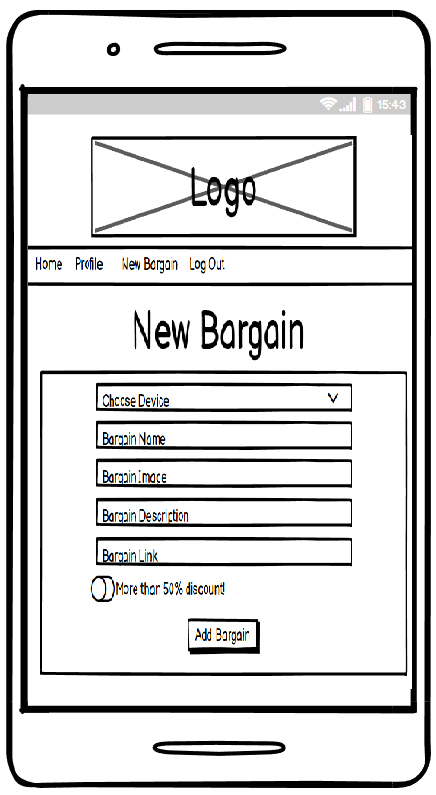 15:43
Logo
Home Profile New Bargain Log Out
New Bargain
Choose Device
Bargain Name
Bargain Image
Bargain Description
Bargain Link
More than 50% discount!
Add Bargain